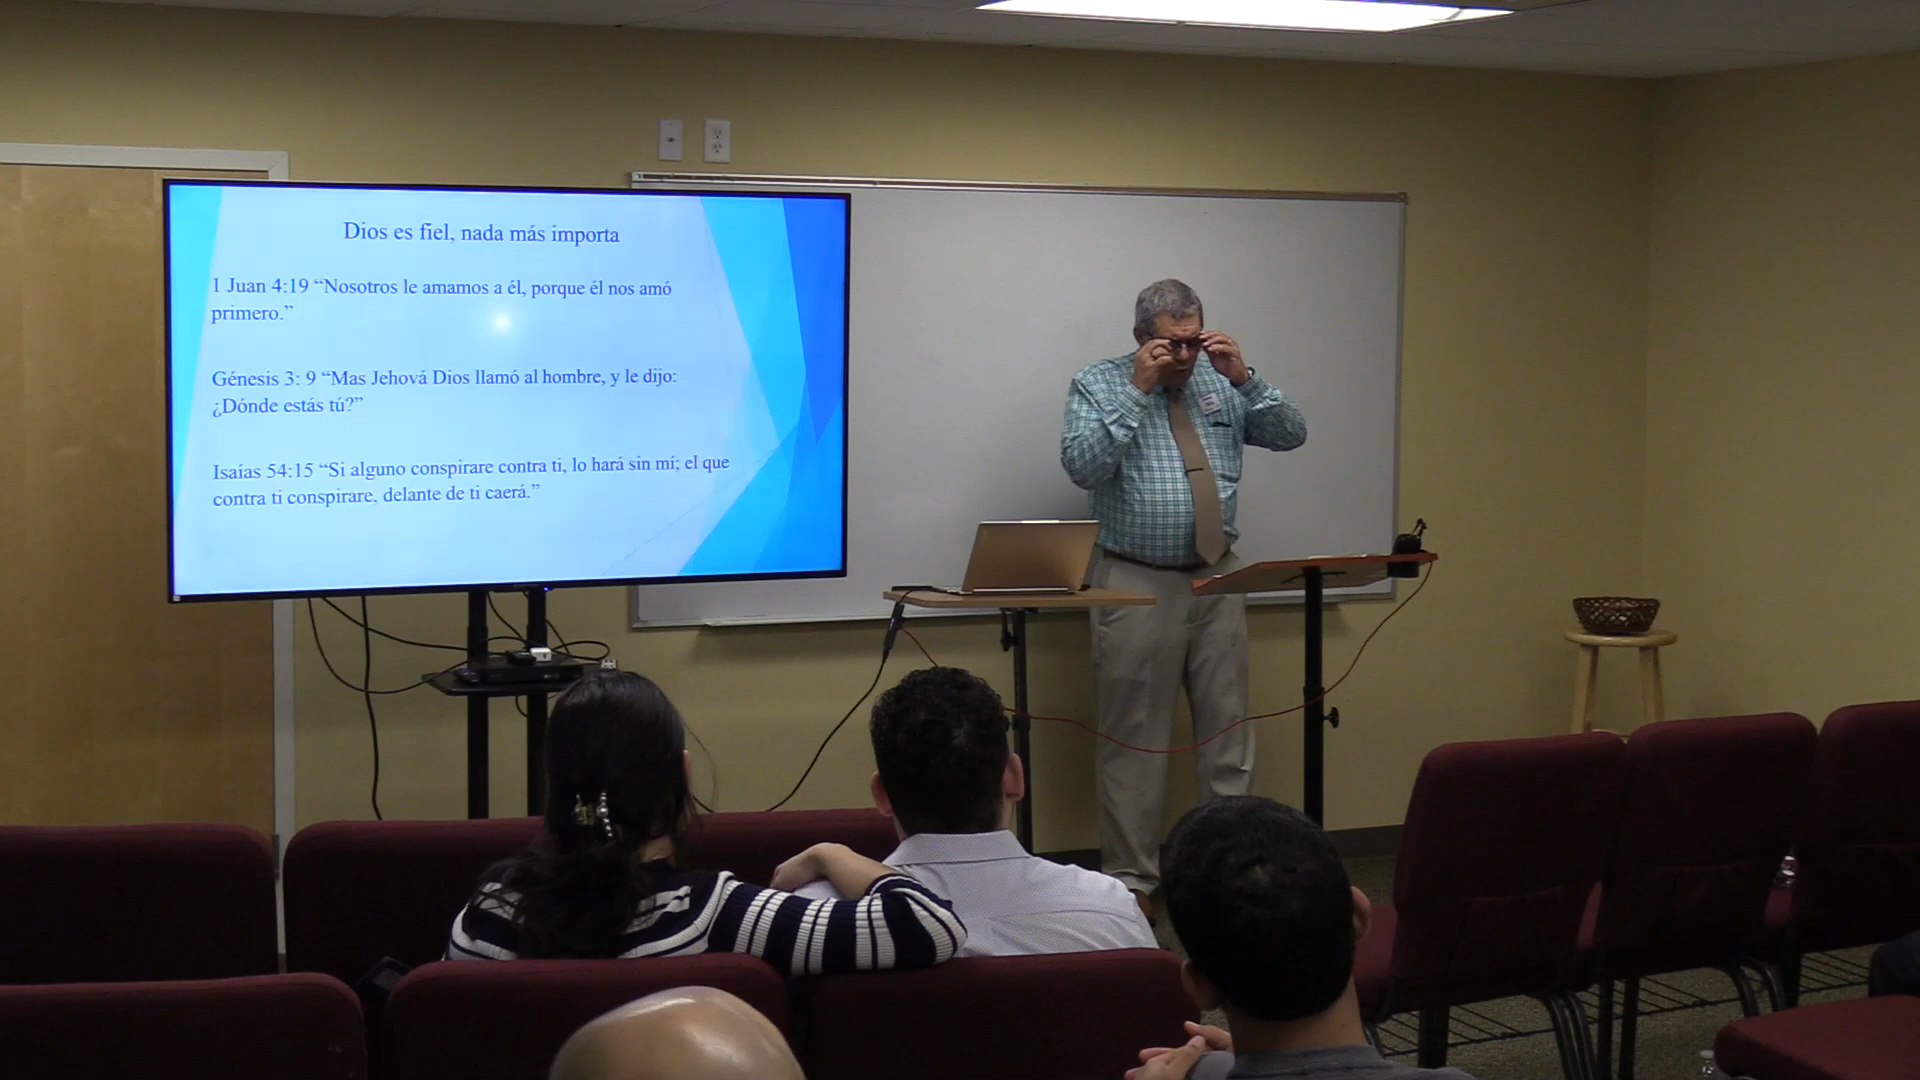 Dios es fiel, nada más importa
1 Juan 4:19 “Nosotros le amamos a él, porque él nos amó
primero.”
Génesis 3: 9 “Mas Jehová Dios llamó al hombre, y le dijo:
¿Dónde estás tú?”
Isaías 54:15 “Si alguno conspirare contra ti, lo hará sin mí; el que
contra ti conspirare, delante de ti caerá.”